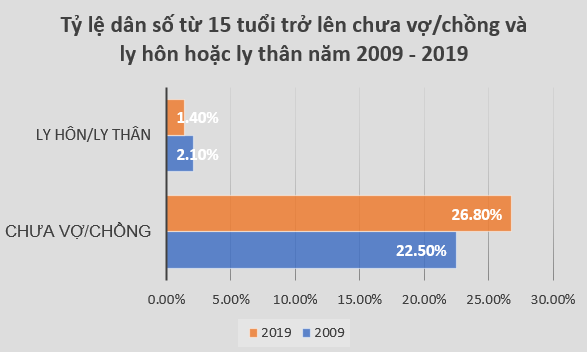 Tỷ lệ dân số từ 15 tuổi trở lên chưa vợ/chồng và
ly hôn hoặc ly thân năm 2009 - 2019
LY HÔN/LY THÂN
1.40%
2.10%
CHƯA VỢ/CHỒNG
26.80%
22.50%
0.00% 5.00% 10.00% 15.00% 20.00% 25.00% 30.00%
2019 2009